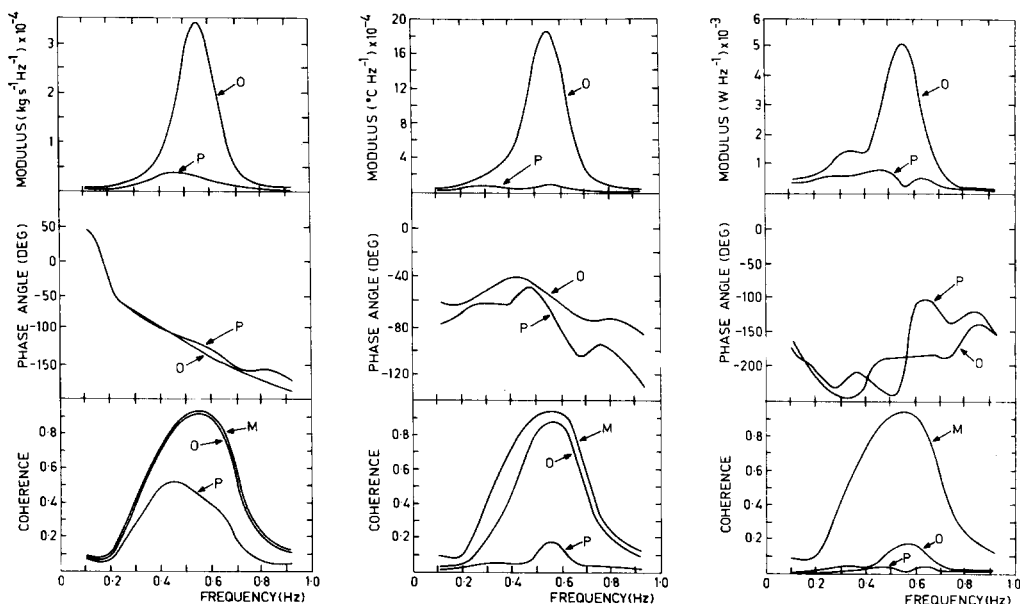 MODULUS (kg s⁻¹ Hz⁻¹) x10⁻⁴
3
2
1
O
P
PHASE ANGLE (DEG)
50
0
-50
-100
-150
P
O
COHERENCE
0·8
0·6
0·4
0·2
M
O
P
0 0·2 0·4 0·6 0·8 1·0
FREQUENCY (Hz)
MODULUS (°C Hz⁻¹) x10⁻⁴
20
16
12
8
4
O
P
PHASE ANGLE (DEG)
0
-40
-80
-120
O
P
COHERENCE
0·8
0·6
0·4
0·2
M
O
P
0 0·2 0·4 0·6 0·8 1·0
FREQUENCY (Hz)
MODULUS (W Hz⁻¹) x10⁻³
6
5
4
3
2
1
O
P
PHASE ANGLE (DEG)
0
-50
-100
-150
-200
P
O
COHERENCE
0·8
0·6
0·4
0·2
M
O
P
0 0·2 0·4 0·6 0·8 1·0
FREQUENCY (Hz)